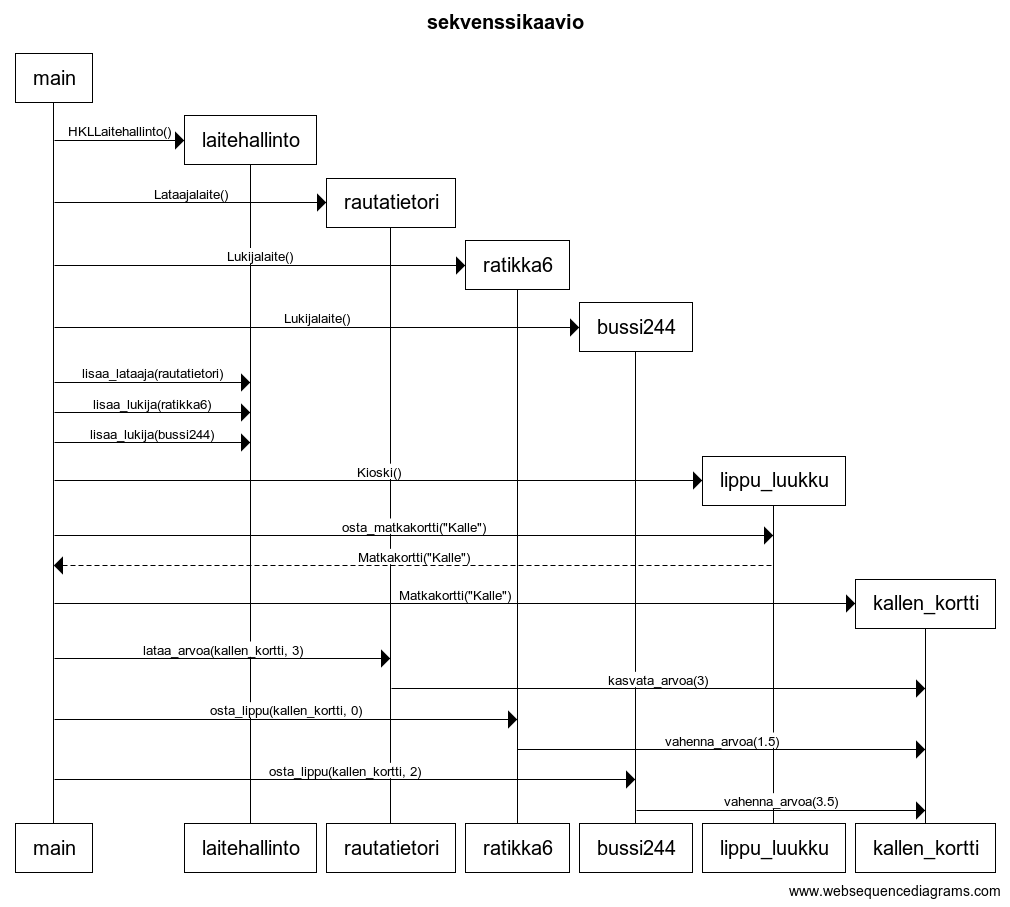 sekvenssikaavio
main
HKLLaitehallinto()
laitehallinto
Lataajalaite()
rautatietori
Lukijalaite()
ratikka6
Lukijalaite()
bussi244
lisaa_lataaja(rautatietori)
lisaa_lukija(ratikka6)
lisaa_lukija(bussi244)
Kioski()
lippu_luukku
osta_matkakortti("Kalle")
Matkakortti("Kalle")
Matkakortti("Kalle")
kallen_kortti
lataa_arvoa(kallen_kortti, 3)
kasvata_arvoa(3)
osta_lippu(kallen_kortti, 0)
vahenna_arvoa(1.5)
osta_lippu(kallen_kortti, 2)
vahenna_arvoa(3.5)
main
laitehallinto
rautatietori
ratikka6
bussi244
lippu_luukku
kallen_kortti
www.websequencediagrams.com